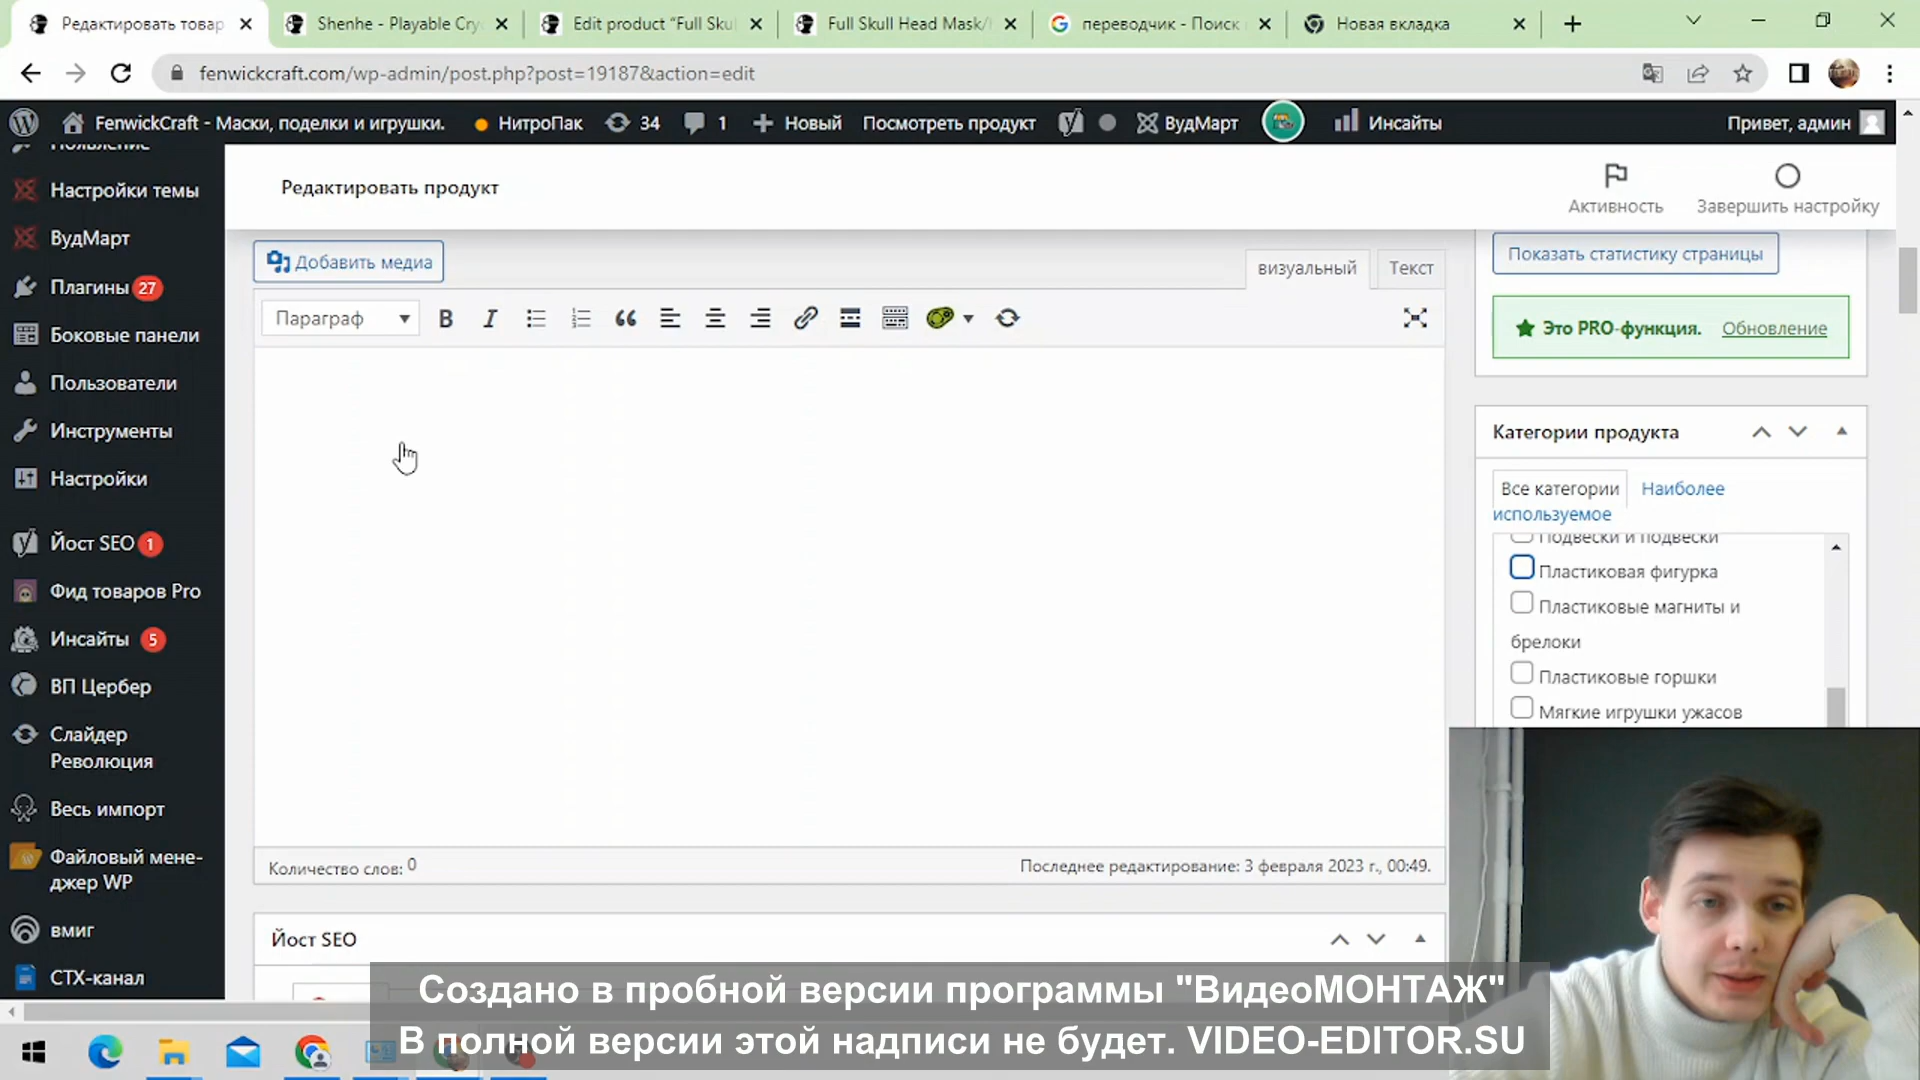 Редактировать товар
Shenhe - Playable Cry
Edit product “Full Sku
Full Skull Head Mask/
переводчик - Поиск
Новая вкладка
fenwickcraft.com/wp-admin/post.php?post=19187&action=edit
FenwickCraft - Маски, поделки и игрушки.
НитроПак
34
1
Новый
Посмотреть продукт
ВудМарт
Инсайты
Привет, админ
Появление
Настройки темы
ВудМарт
Плагины 27
Боковые панели
Пользователи
Инструменты
Настройки
Йост SEO 1
Фид товаров Pro
Инсайты 5
ВП Цербер
Слайдер
Революция
Весь импорт
Файловый мене-
джер WP
вмиг
СТХ-канал
Редактировать продукт
Активность
Завершить настройку
Добавить медиа
визуальный
Текст
Параграф
B I
Количество слов: 0
Последнее редактирование: 3 февраля 2023 г., 00:49.
Йост SEO
Показать статистику страницы
Это PRO-функция. Обновление
Категории продукта
Все категории
Наиболее
используемое
Подвески и подвески
Пластиковая фигурка
Пластиковые магниты и
брелоки
Пластиковые горшки
Мягкие игрушки ужасов
Создано в пробной версии программы "ВидеоМОНТАЖ"
В полной версии этой надписи не будет. VIDEO-EDITOR.SU